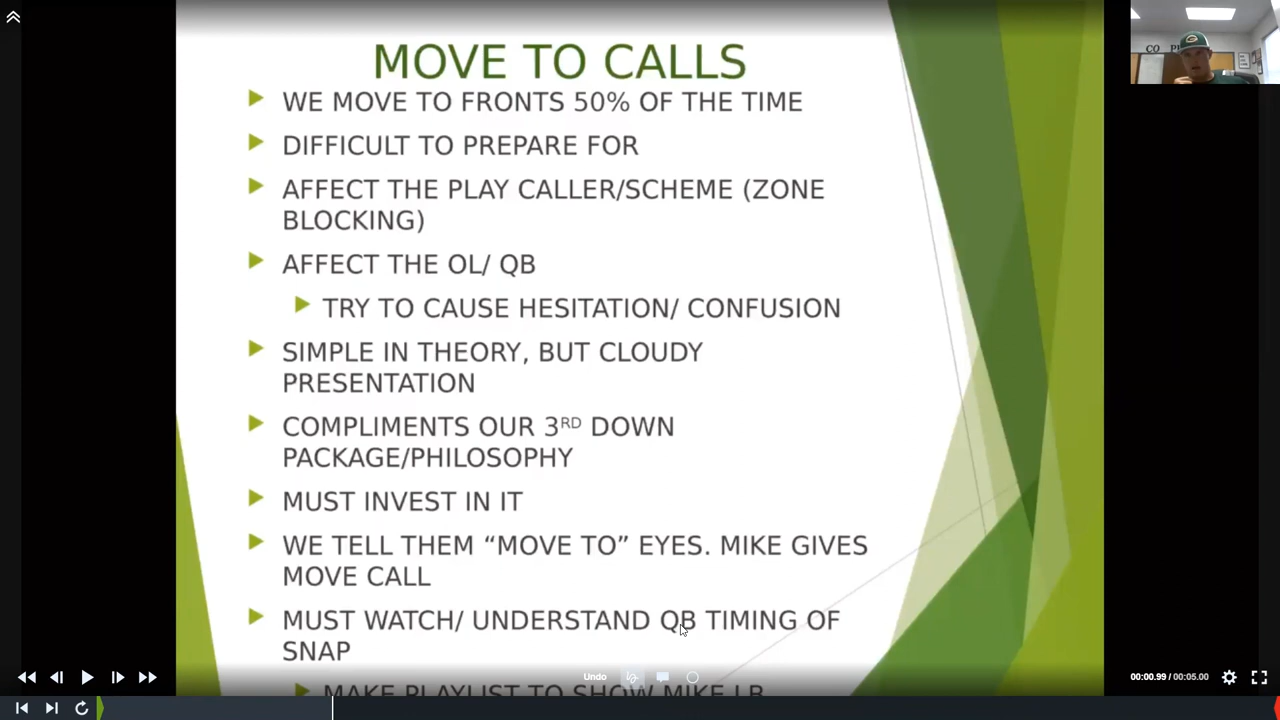 MOVE TO CALLS
WE MOVE TO FRONTS 50% OF THE TIME
DIFFICULT TO PREPARE FOR
AFFECT THE PLAY CALLER/SCHEME (ZONE
BLOCKING)
AFFECT THE OL/ QB
TRY TO CAUSE HESITATION/ CONFUSION
SIMPLE IN THEORY, BUT CLOUDY
PRESENTATION
COMPLIMENTS OUR 3RD DOWN
PACKAGE/PHILOSOPHY
MUST INVEST IN IT
WE TELL THEM “MOVE TO” EYES. MIKE GIVES
MOVE CALL
MUST WATCH/ UNDERSTAND QB TIMING OF
SNAP
MAKE PLAYLIST TO SHOW MIKE LB
Undo
00:00.99 / 00:05.00